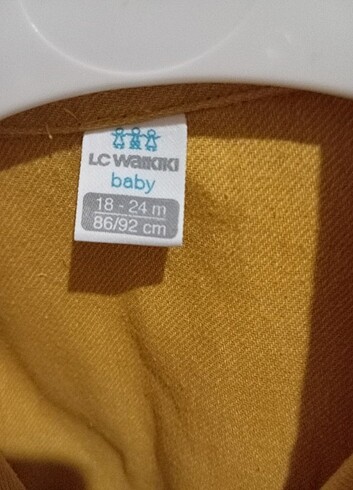 LC WAIKIKI
baby
18 - 24 m
86/92 cm